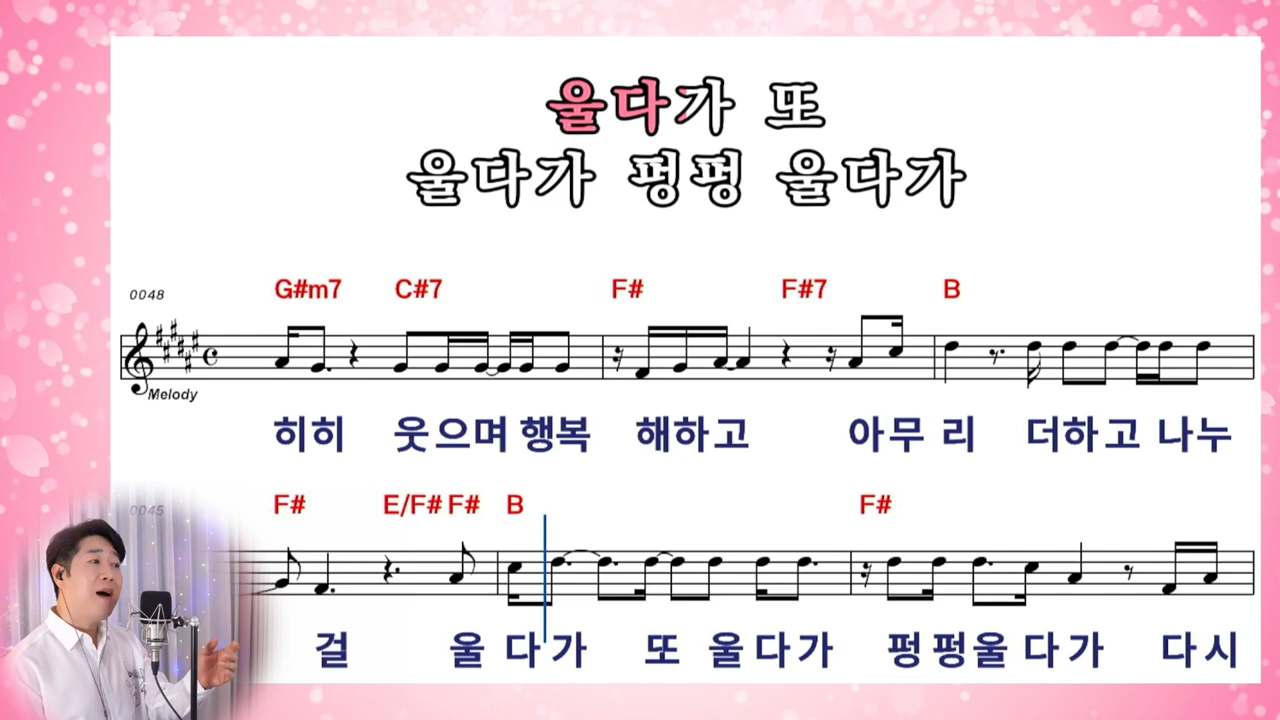 울다가 또
울다가 평평 울다가
0048
G#m7 C#7 F# F#7 B
Melody
히히 웃으며 행복 해하고 아무 리 더하고 나누
0045
F# E/F# F# B F#
걸 울 다 가 또 울 다 가 펑 펑 울 다 가 다 시